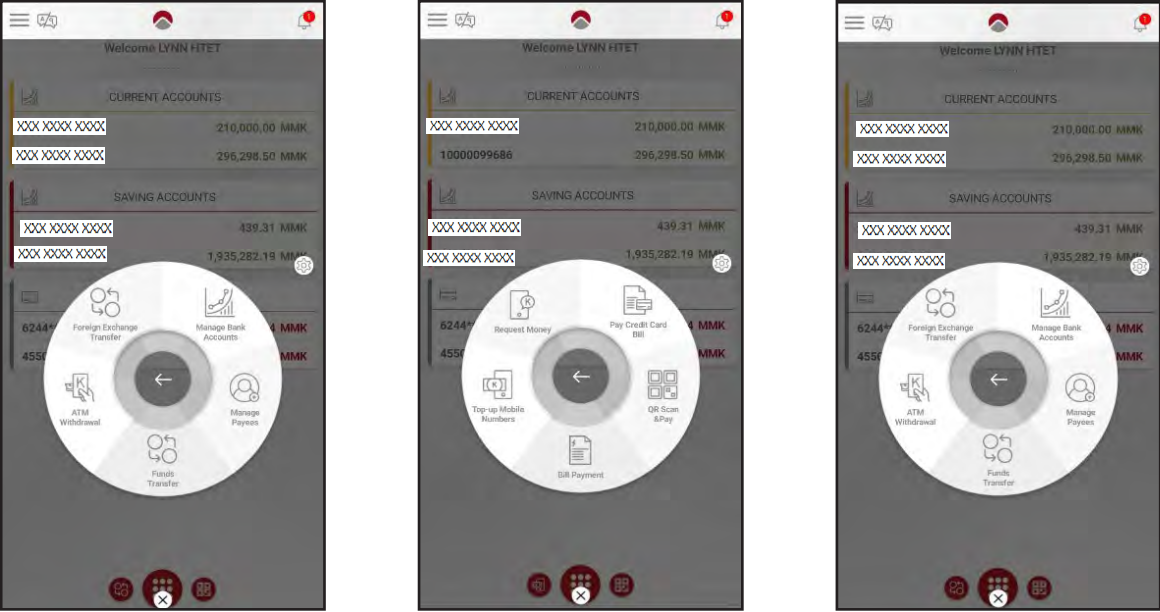 1
Welcome LYNN HTET
CURRENT ACCOUNTS
XXX XXXX XXXX 210,000.00 MMK
XXX XXXX XXXX 296,298.50 MMK
SAVING ACCOUNTS
XXX XXXX XXXX 439.31 MMK
XXX XXXX XXXX 1,935,282.19 MMK
6244* 4 MMK
455 MMK
Foreign Exchange
Transfer
Manage Bank
Accounts
ATM
Withdrawal
Manage
Payees
Funds
Transfer
1
Welcome LYNN HTET
CURRENT ACCOUNTS
XXX XXXX XXXX 210,000.00 MMK
10000099686 296,298.50 MMK
SAVING ACCOUNTS
XXX XXXX XXXX 439.31 MMK
XXX XXXX XXXX 1,935,282.19 MMK
6244* 4 MMK
455 MMK
Request Money
Pay Credit Card
Bill
Top-up Mobile
Numbers
QR Scan
&Pay
Bill Payment
1
Welcome LYNN HTET
CURRENT ACCOUNTS
XXX XXXX XXXX 210,000.00 MMK
XXX XXXX XXXX 296,298.50 MMK
SAVING ACCOUNTS
XXX XXXX XXXX 439.31 MMK
XXX XXXX XXXX 1,935,282.19 MMK
6244* 4 MMK
455 MMK
Foreign Exchange
Transfer
Manage Bank
Accounts
ATM
Withdrawal
Manage
Payees
Funds
Transfer